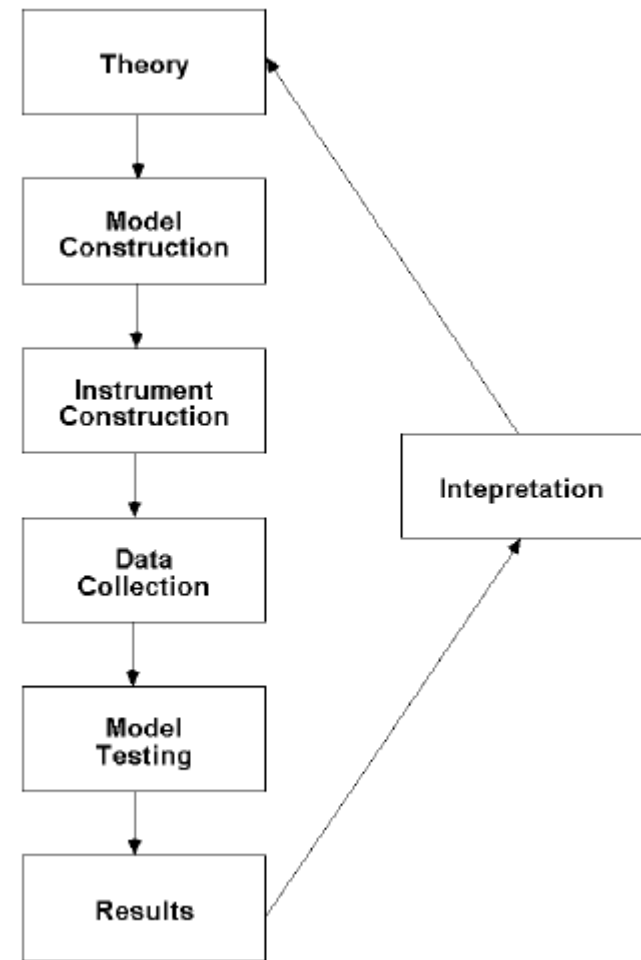 Theory
Model
Construction
Instrument
Construction
Intepretation
Data
Collection
Model
Testing
Results